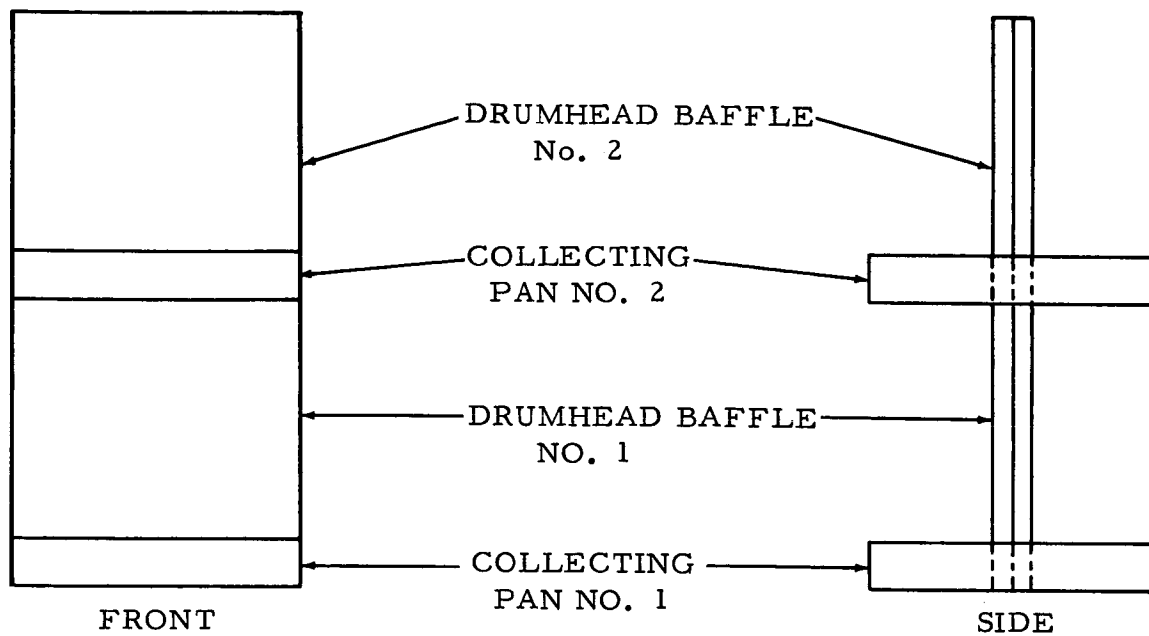 DRUMHEAD BAFFLE
No. 2
COLLECTING
PAN NO. 2
DRUMHEAD BAFFLE
NO. 1
COLLECTING
PAN NO. 1
FRONT
SIDE